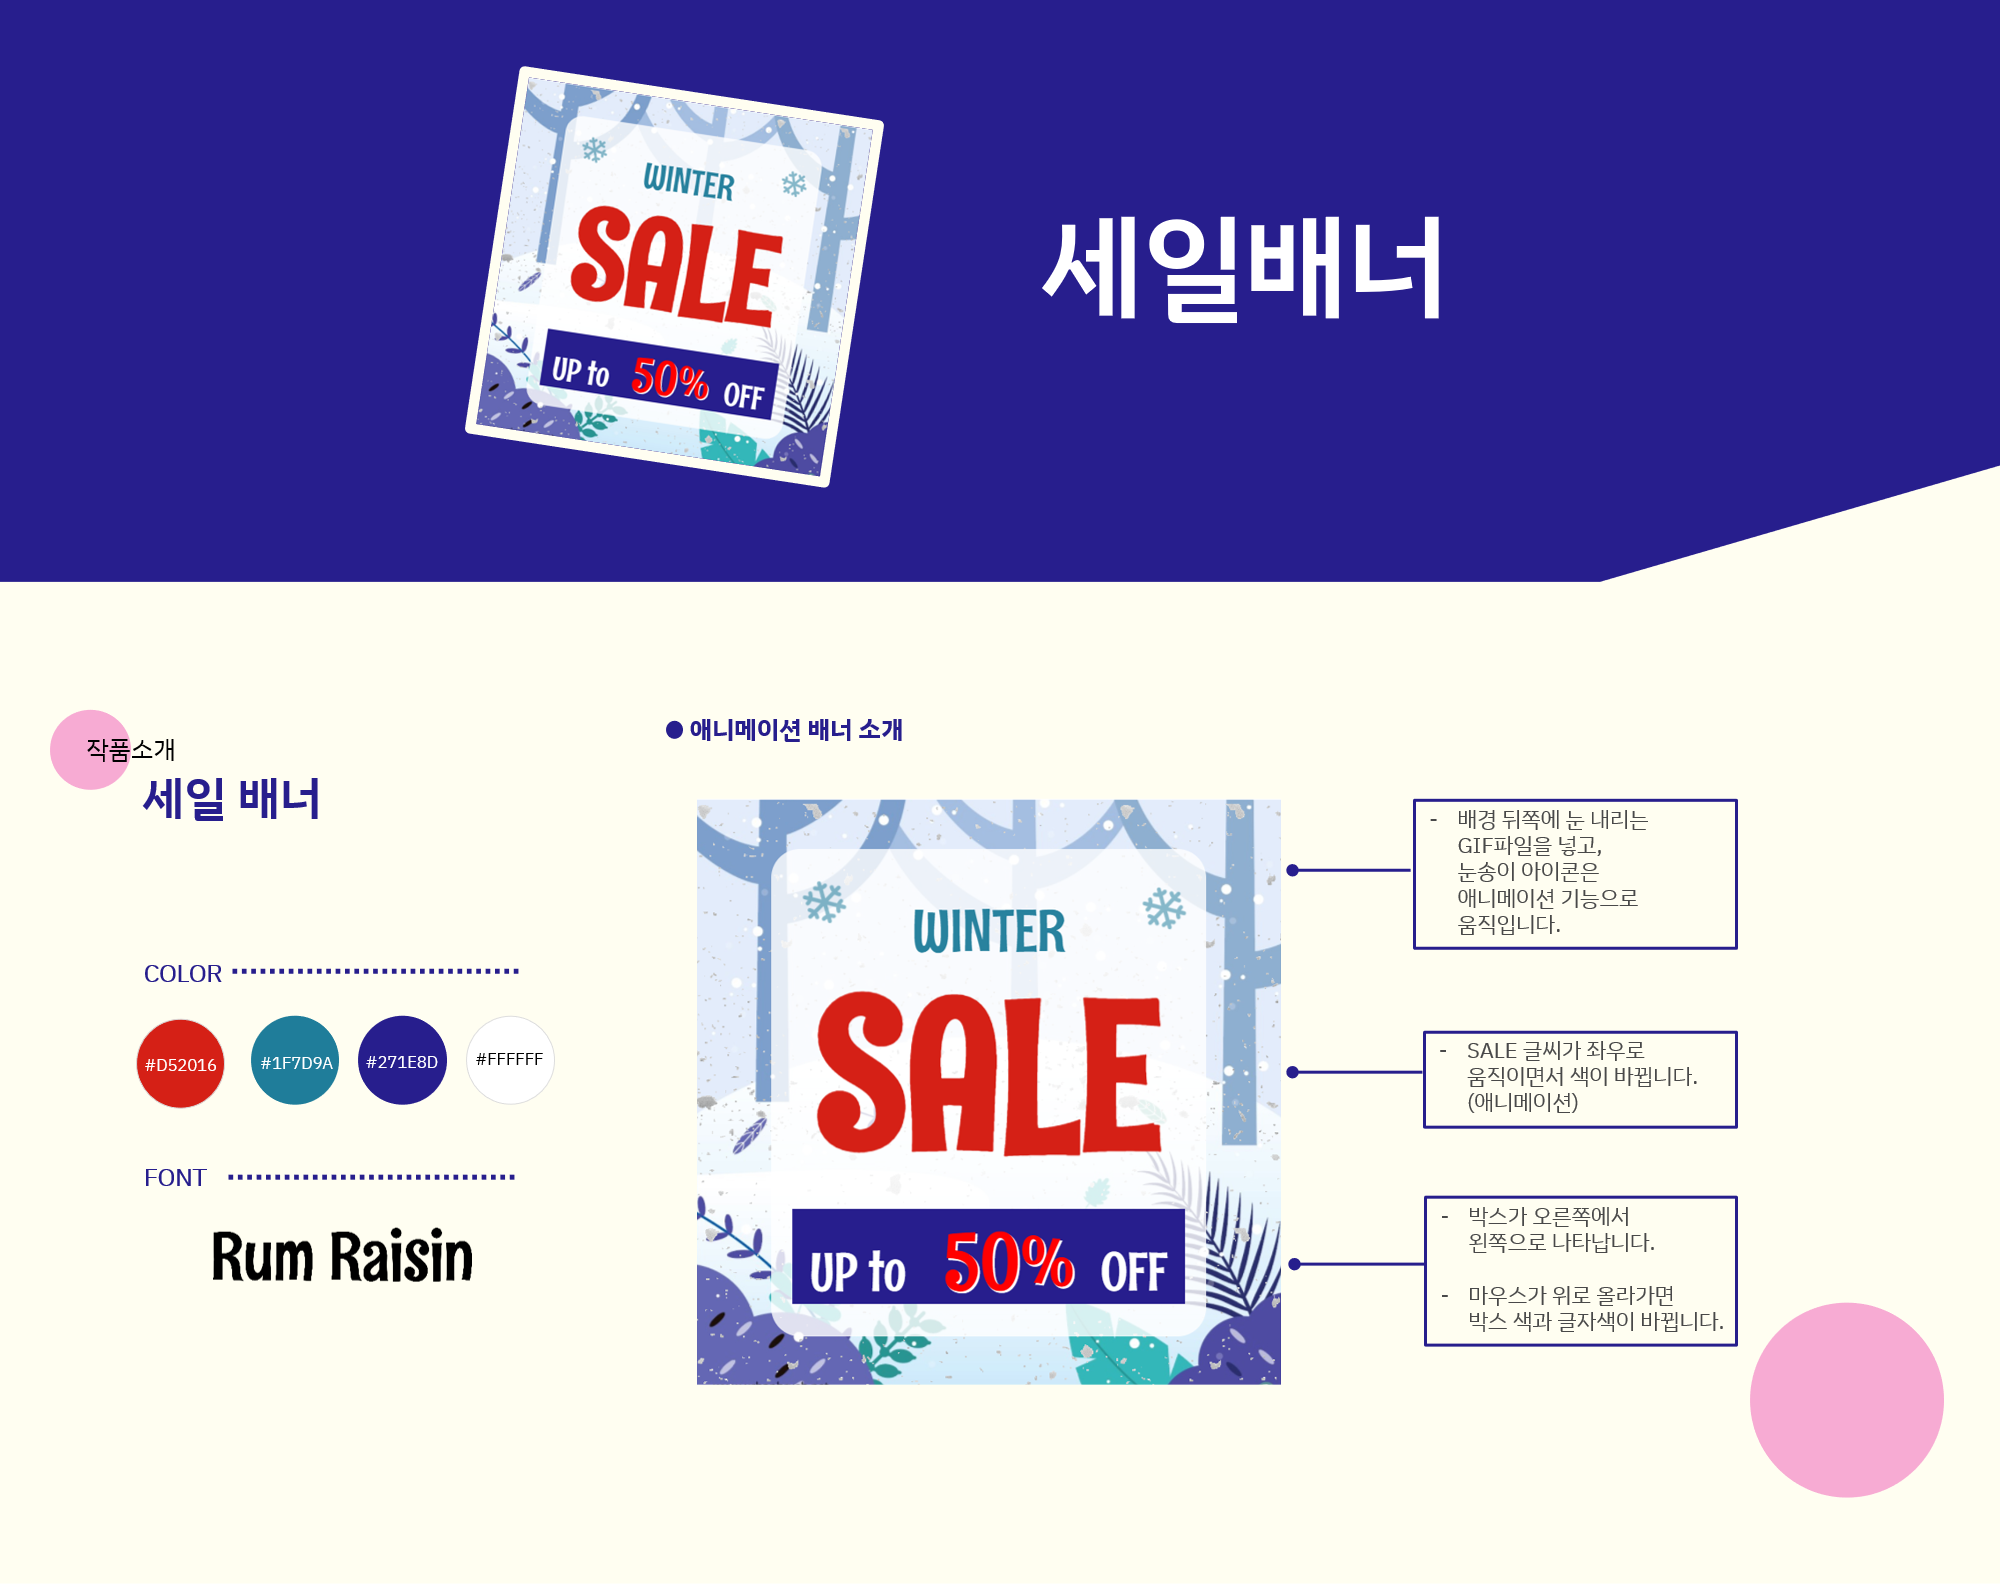 WINTER
SALE
UP to 50% OFF
세일배너
작품소개
세일 배너
COLOR
#D52016 #1F7D9A #271E8D #FFFFFF
FONT
Rum Raisin
● 애니메이션 배너 소개
WINTER
SALE
UP to 50% OFF
- 배경 뒤쪽에 눈 내리는
GIF파일을 넣고,
눈송이 아이콘은
애니메이션 기능으로
움직입니다.
- SALE 글씨가 좌우로
움직이면서 색이 바뀝니다.
(애니메이션)
- 박스가 오른쪽에서
왼쪽으로 나타납니다.
- 마우스가 위로 올라가면
박스 색과 글자색이 바뀝니다.